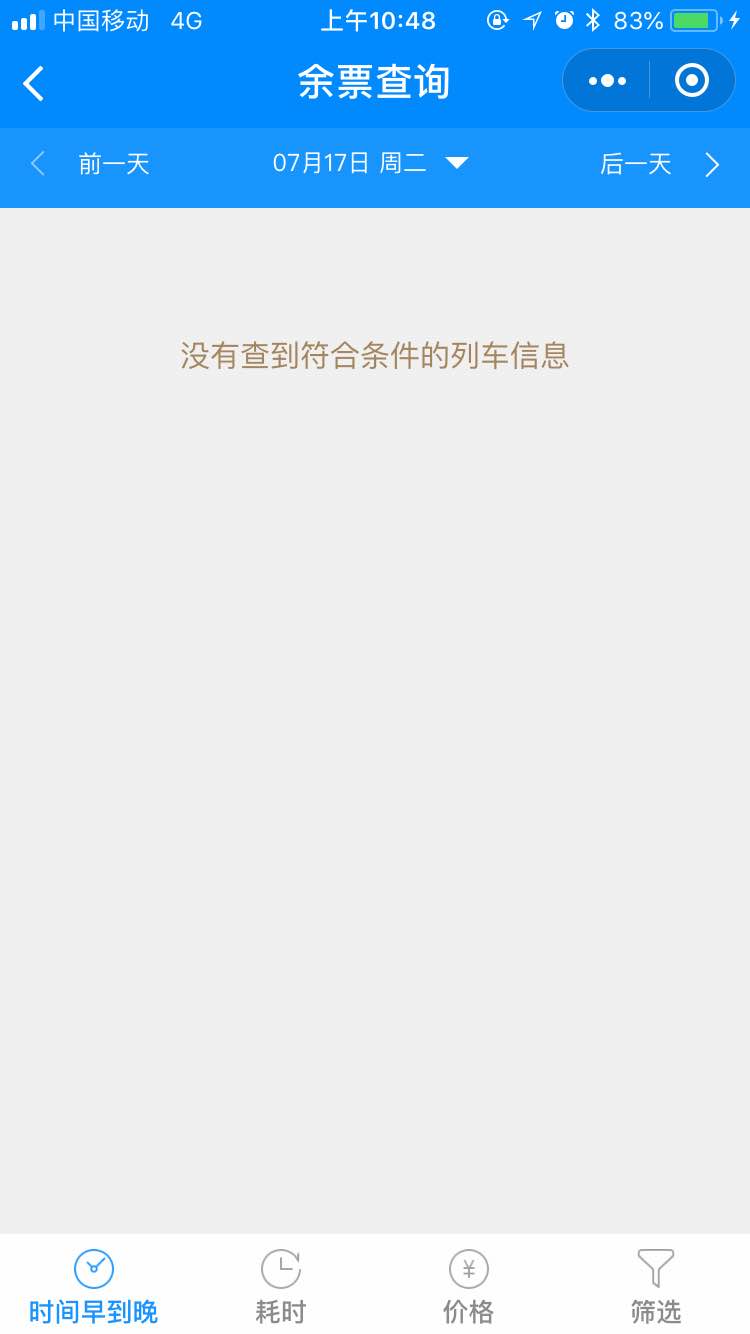 中国移动 4G 上午10:48 83%
余票查询
前一天 07月17日 周二 后一天
没有查到符合条件的列车信息
时间早到晚 耗时 价格 筛选